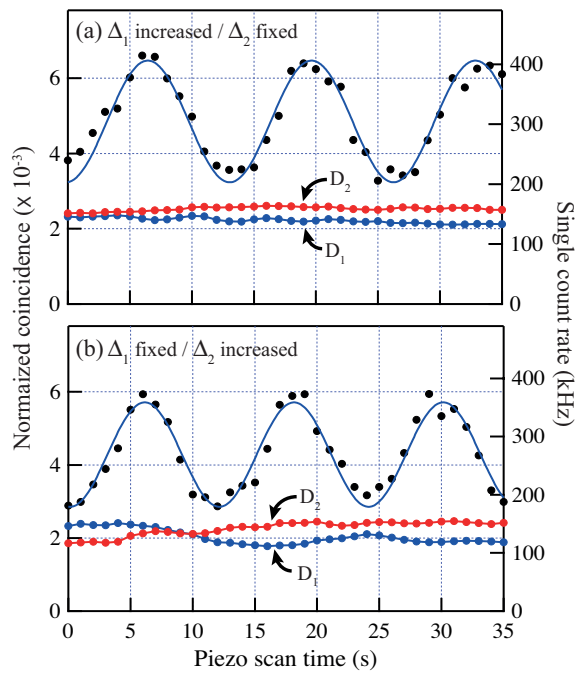 (a) Δ₁ increased / Δ₂ fixed
6
4
2
0
400
300
200
100
0
D₂
D₁
Normaized coincidence (x 10⁻³)
Single count rate (kHz)
(b) Δ₁ fixed / Δ₂ increased
6
4
2
0
400
300
200
100
0
D₂
D₁
0 5 10 15 20 25 30 35
Piezo scan time (s)